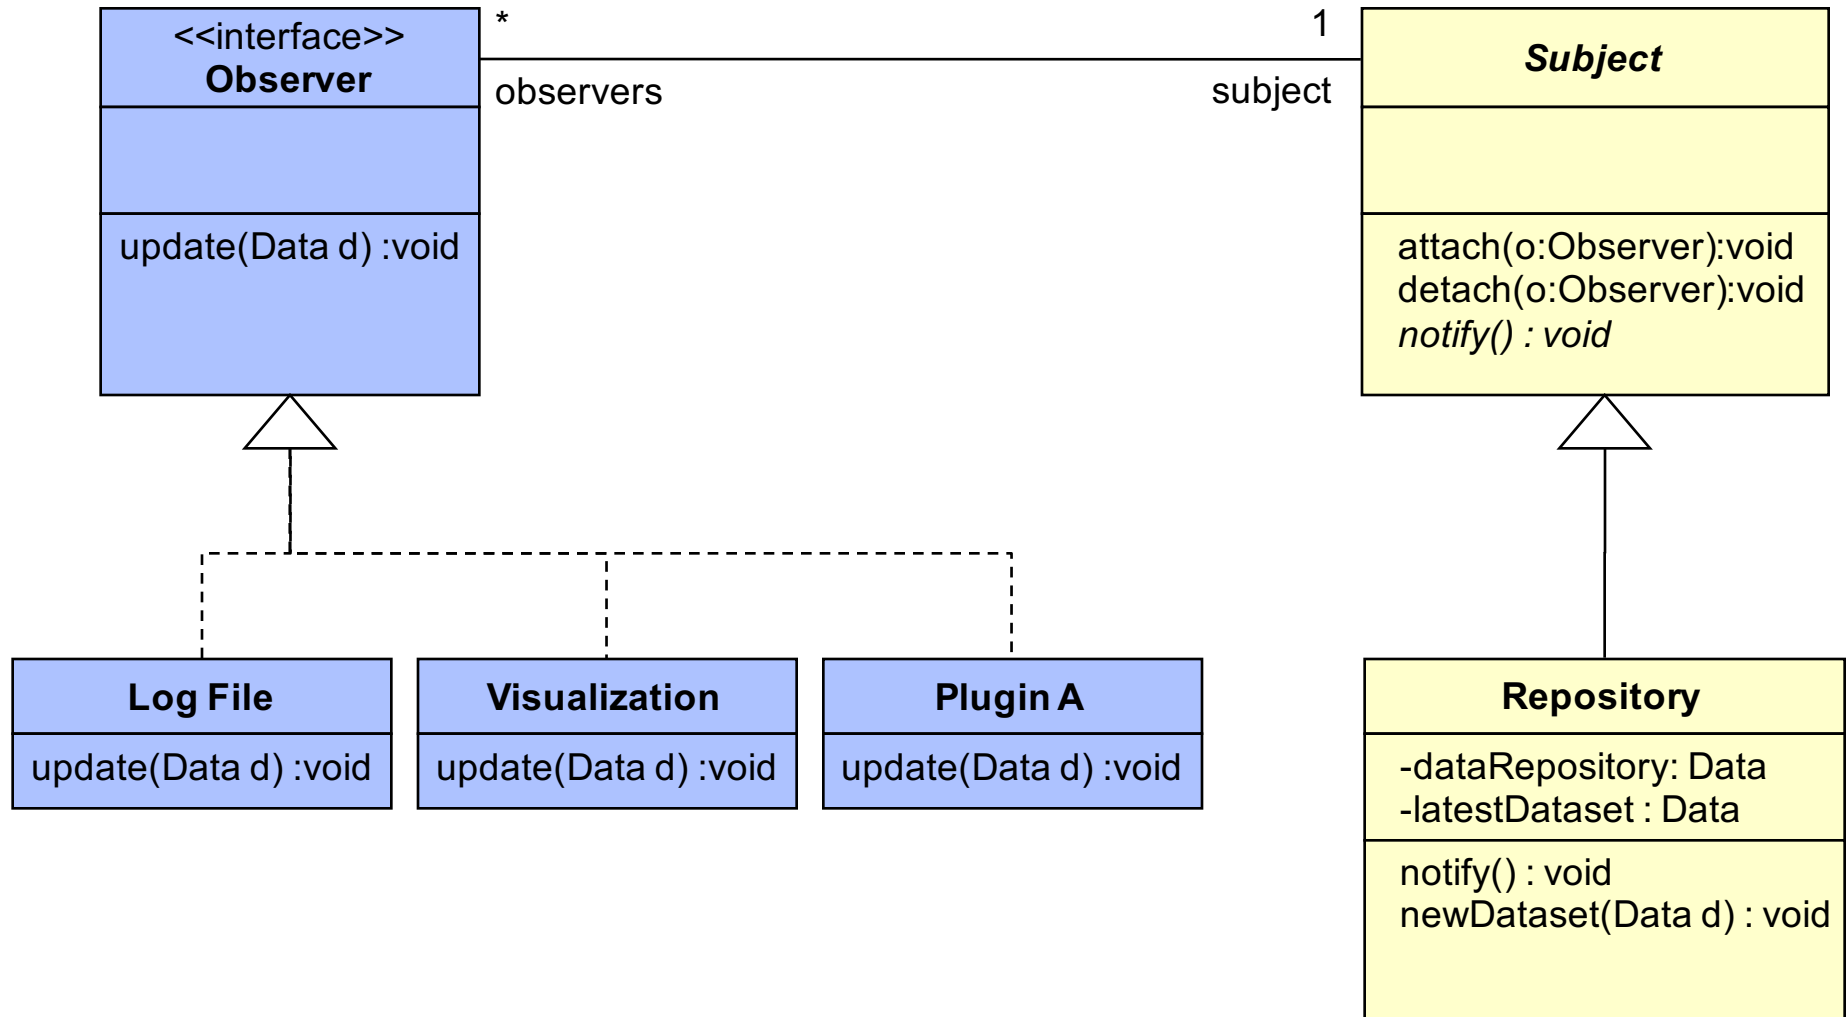 <<interface>>
Observer
update(Data d) :void
*
observers
1
subject
Subject
attach(o:Observer):void
detach(o:Observer):void
notify() : void
Log File
update(Data d) :void
Visualization
update(Data d) :void
Plugin A
update(Data d) :void
Repository
-dataRepository: Data
-latestDataset : Data
notify() : void
newDataset(Data d) : void